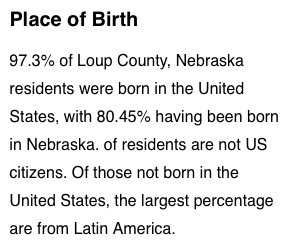 Place of Birth
97.3% of Loup County, Nebraska
residents were born in the United
States, with 80.45% having been born
in Nebraska. of residents are not US
citizens. Of those not born in the
United States, the largest percentage
are from Latin America.